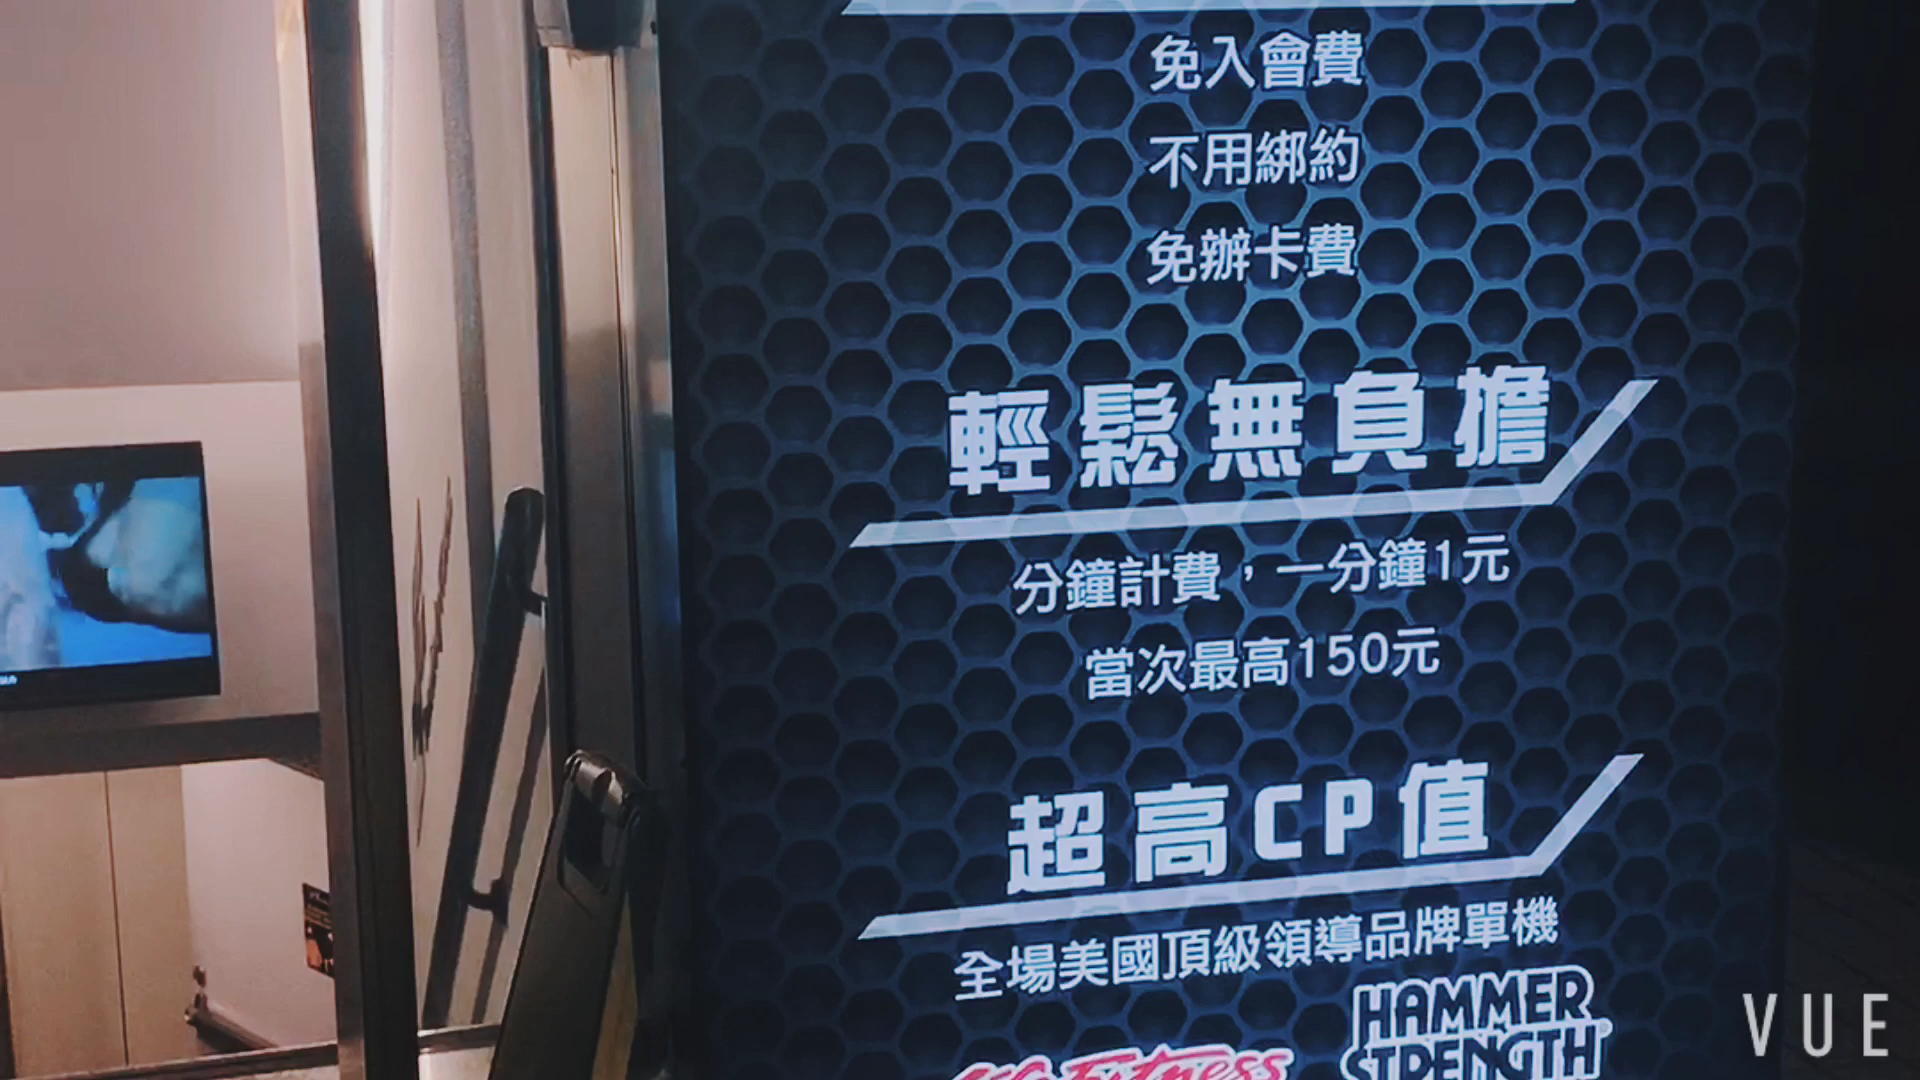 免入會費
不用綁約
免辦卡費
輕鬆無負擔
分鐘計費，一分鐘1元
當次最高150元
超高CP值
全場美國頂級領導品牌單機
HAMMER
STRENGTH
Fitness
VUE